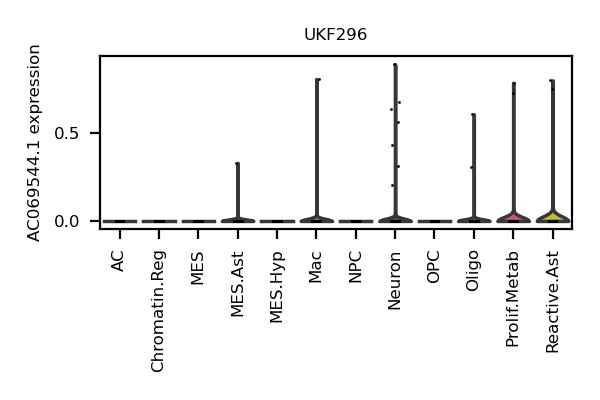 UKF296
AC069544.1 expression
0.5
0.0
AC
Chromatin.Reg
MES
MES.Ast
MES.Hyp
Mac
NPC
Neuron
OPC
Oligo
Prolif.Metab
Reactive.Ast